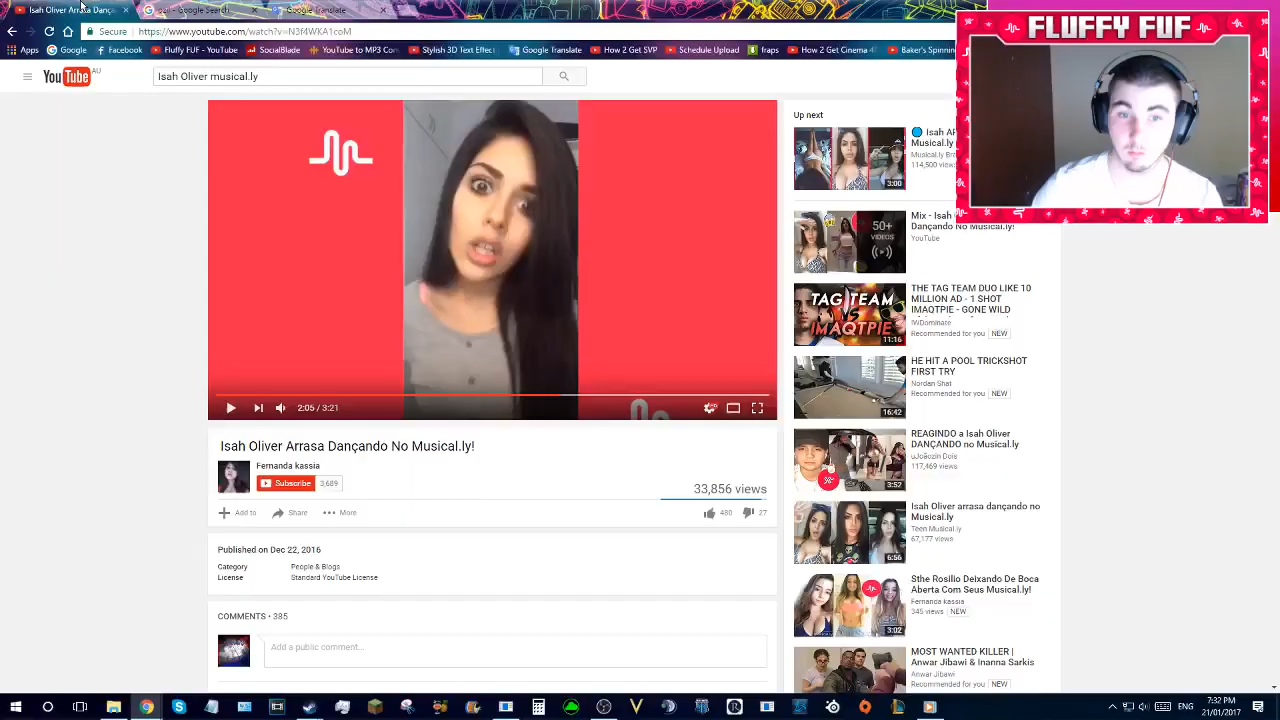 Isah Oliver Arrasa Danç
Google Translate
Secure
https://www.youtube.com/watch?v=N3f4WKA1coM
Apps
Google
Facebook
Fluffy FUF - YouTube
SocialBlade
YouTube to MP3 Con
Stylish 3D Text Effect
Google Translate
How 2 Get SVP
Schedule Upload
fraps
How 2 Get Cinema 4
Baker's Spinning
FLUFFY FUF
YouTube AU
Isah Oliver musical.ly
Up next
Isah AR
Musical.ly Bra
114,500 views
3:00
Mix - Isah
Dançando No Musical.ly!
YouTube
50+
VIDEOS
THE TAG TEAM DUO LIKE 10
MILLION AD - 1 SHOT
IMAQTPIE - GONE WILD
IWDominate
Recommended for you NEW
TAG TEAM
VS
IMAQTPIE
11:16
HE HIT A POOL TRICKSHOT
FIRST TRY
Nordan Shat
Recommended for you NEW
16:42
2:05 / 3:21
Isah Oliver Arrasa Dançando No Musical.ly!
Fernanda kassia
Subscribe 3,689
33,856 views
Add to
Share
More
480
27
REAGINDO a Isah Oliver
DANÇANDO no Musical.ly
uJoãozin Dois
117,469 views
3:52
Isah Oliver arrasa dançando no
Musical.ly
Teen Musical.ly
67,177 views
6:56
Published on Dec 22, 2016
Category
People & Blogs
License
Standard YouTube License
Sthe Rosilio Deixando De Boca
Aberta Com Seus Musical.ly!
Fernanda kassia
345 views NEW
3:02
COMMENTS • 385
Add a public comment...
MOST WANTED KILLER |
Anwar Jibawi & Inanna Sarkis
Anwar Jibawi
Recommended for you NEW
7:32 PM
ENG
21/01/2017